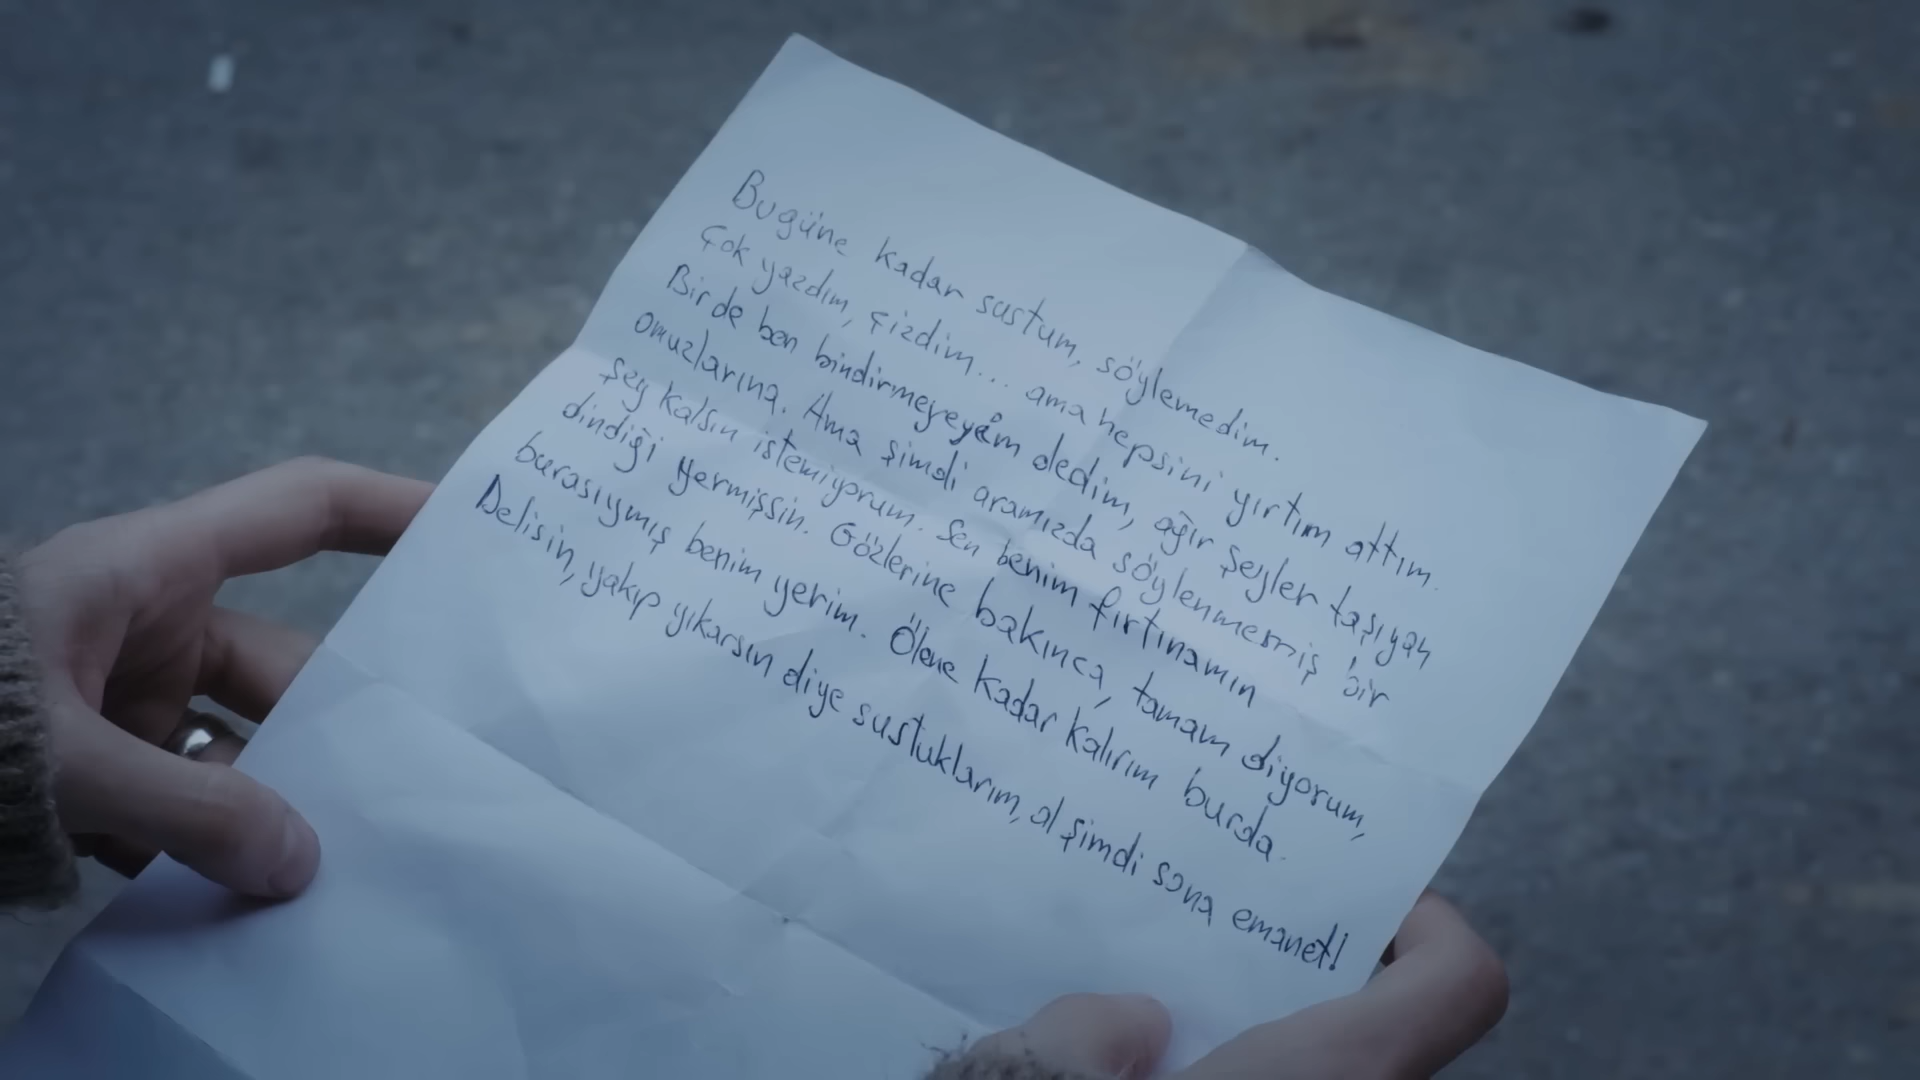 Bugüne kadar sustum, söylemedim.
Çok yazdım, çizdim... ama hepsini yırtım attım.
Bir de ben bindirmeyeyim dedim, ağır şeyler taşıyan
omuzlarına. Ama şimdi aramızda söylenmemiş bir
şey kalsın istemiyorum. Sen benim fırtınamın
dindiği yermişsin. Gözlerine bakınca, tamam diyorum,
burasıymış benim yerim. Ölene kadar kalırım burda.
Delisin, yakıp yıkarsın diye sustuklarım, al şimdi sana emanet!